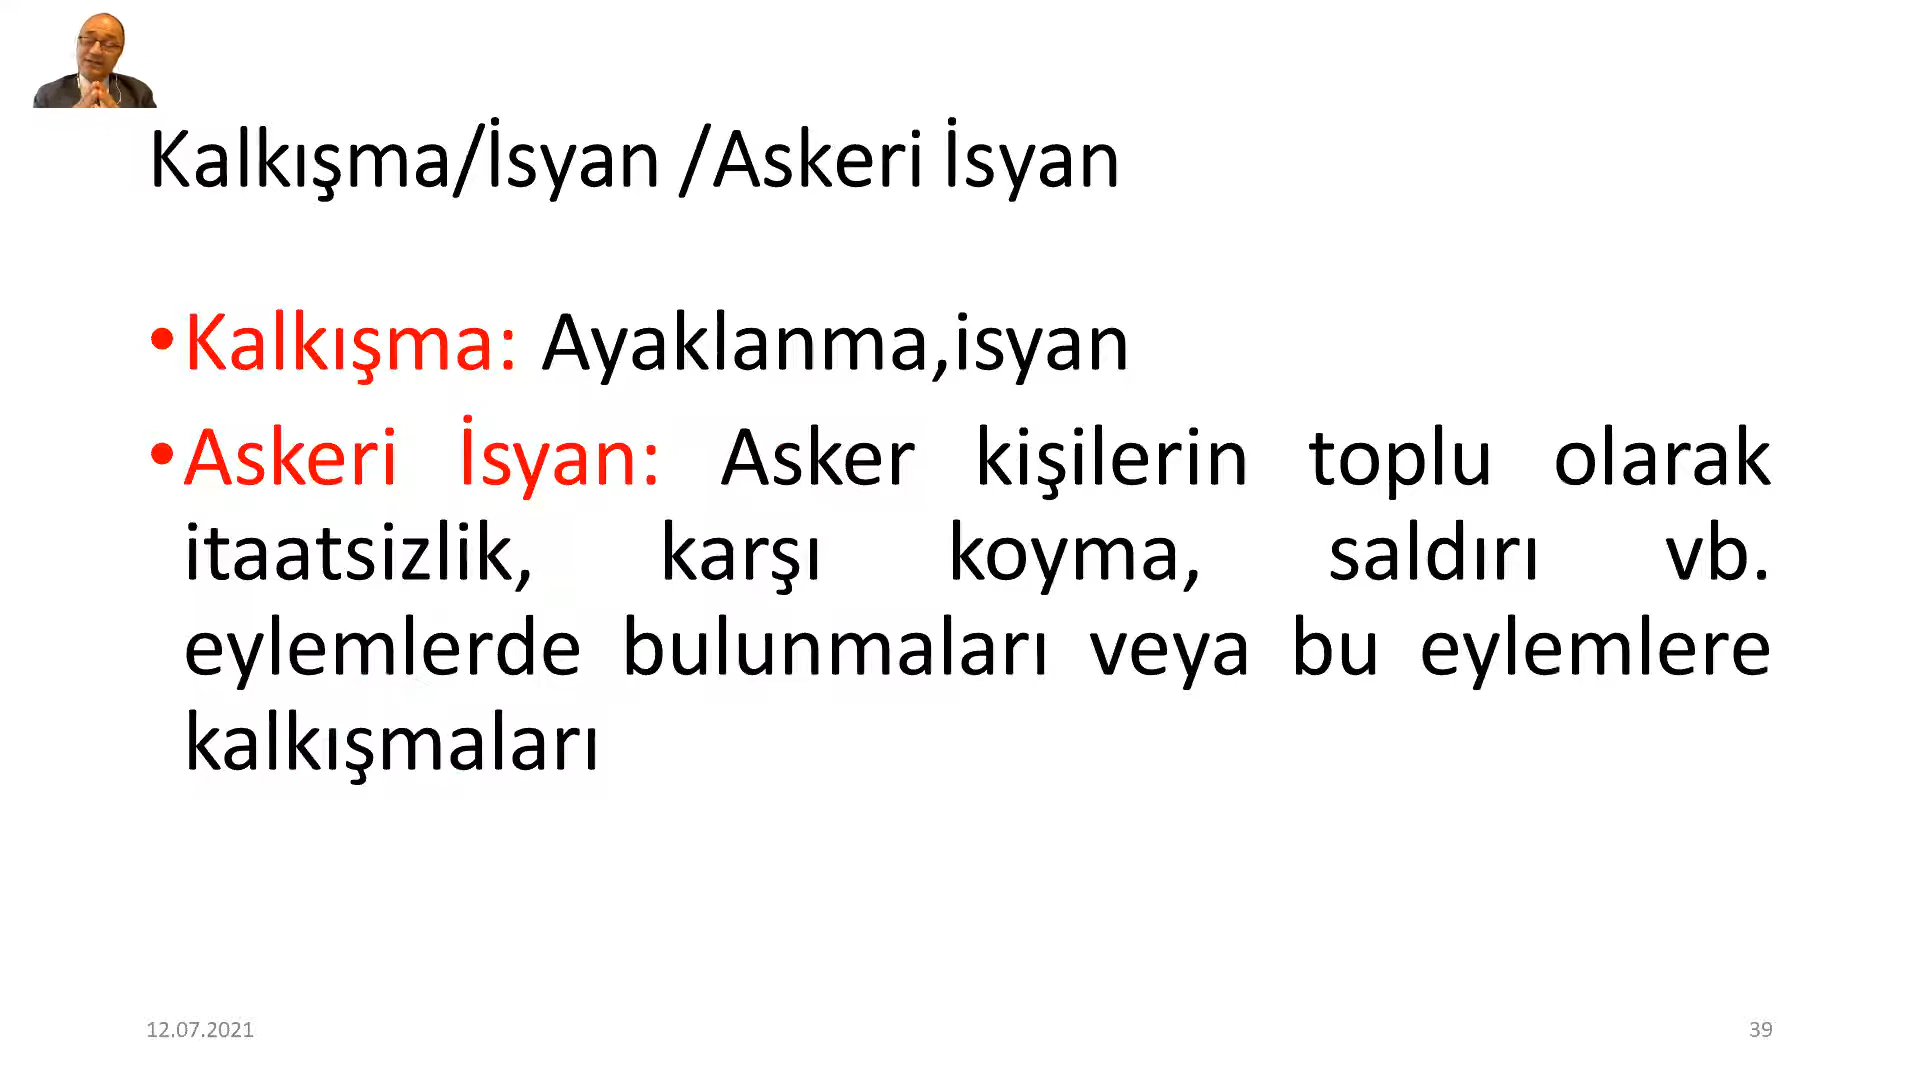 Kalkışma/İsyan /Askeri İsyan
•Kalkışma: Ayaklanma,isyan
•Askeri İsyan: Asker kişilerin toplu olarak
itaatsizlik, karşı koyma, saldırı vb.
eylemlerde bulunmaları veya bu eylemlere
kalkışmaları
12.07.2021
39